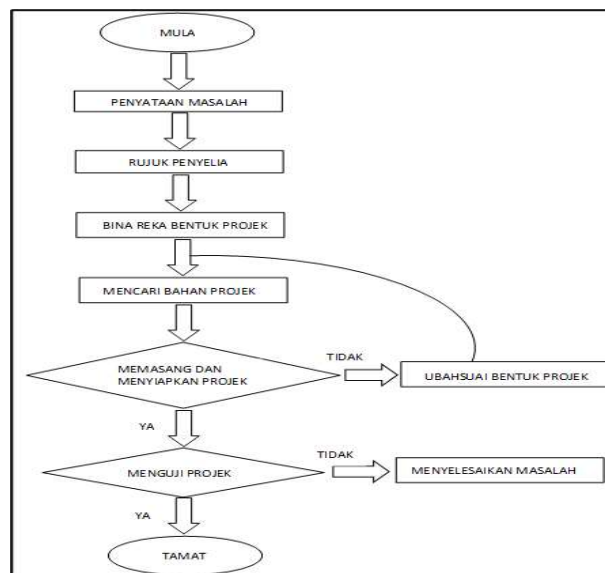 MULA
PENYATAAN MASALAH
RUJUK PENYELIA
BINA REKA BENTUK PROJEK
MENCARI BAHAN PROJEK
MEMASANG DAN
MENYIAPKAN PROJEK
TIDAK
UBAHSUAI BENTUK PROJEK
YA
MENGUJI PROJEK
TIDAK
MENYELESAIKAN MASALAH
YA
TAMAT